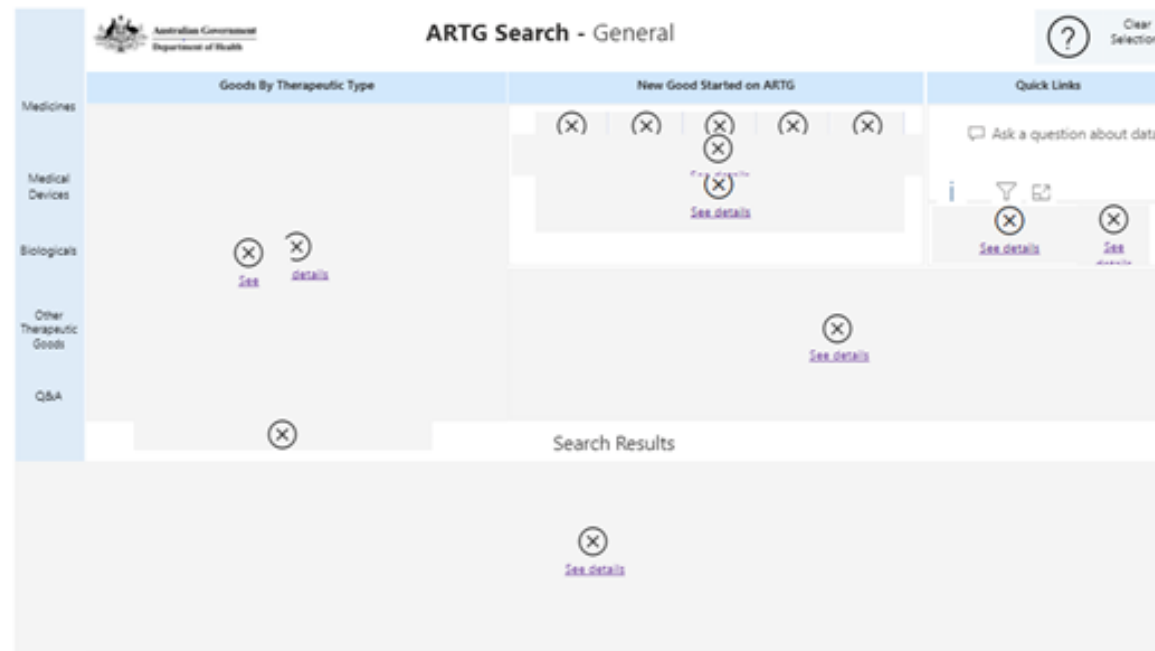 Australian Government
Department of Health
ARTG Search - General
?
Clear
Selection
Goods By Therapeutic Type
New Good Started on ARTG
Quick Links
Medicines
Medical
Devices
Biologicals
Other
Therapeutic
Goods
Q&A
Ask a question about data
i
See details
See details
See details
See
See
details
See details
Search Results
See details